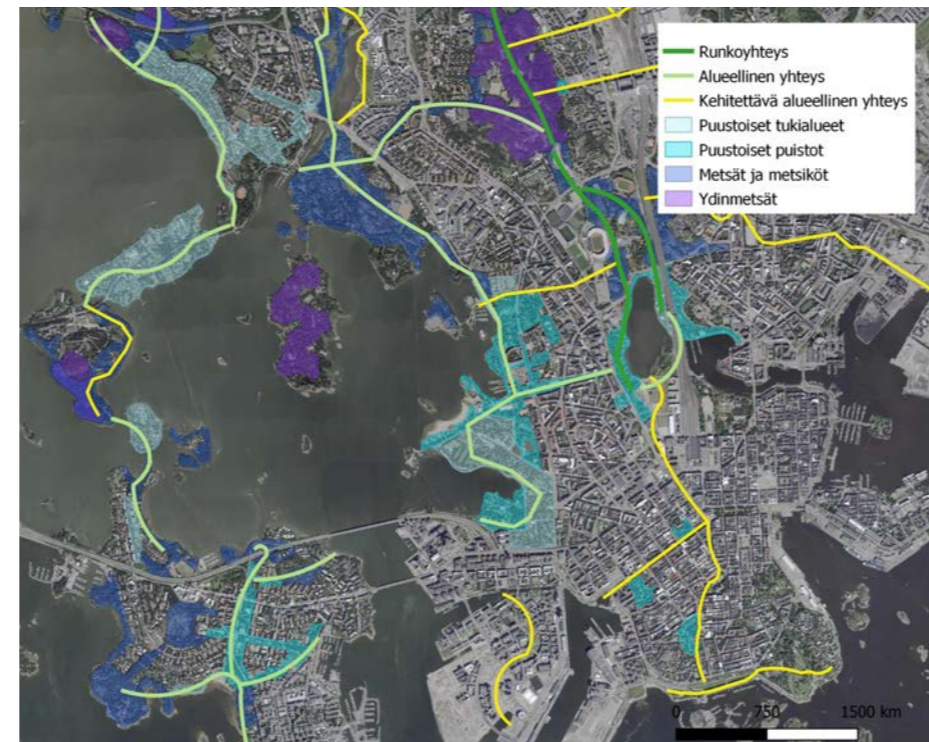 Runkoyhteys
Alueellinen yhteys
Kehitettävä alueellinen yhteys
Puustoiset tukialueet
Puustoiset puistot
Metsät ja metsiköt
Ydinmetsät
0 750 1500 km